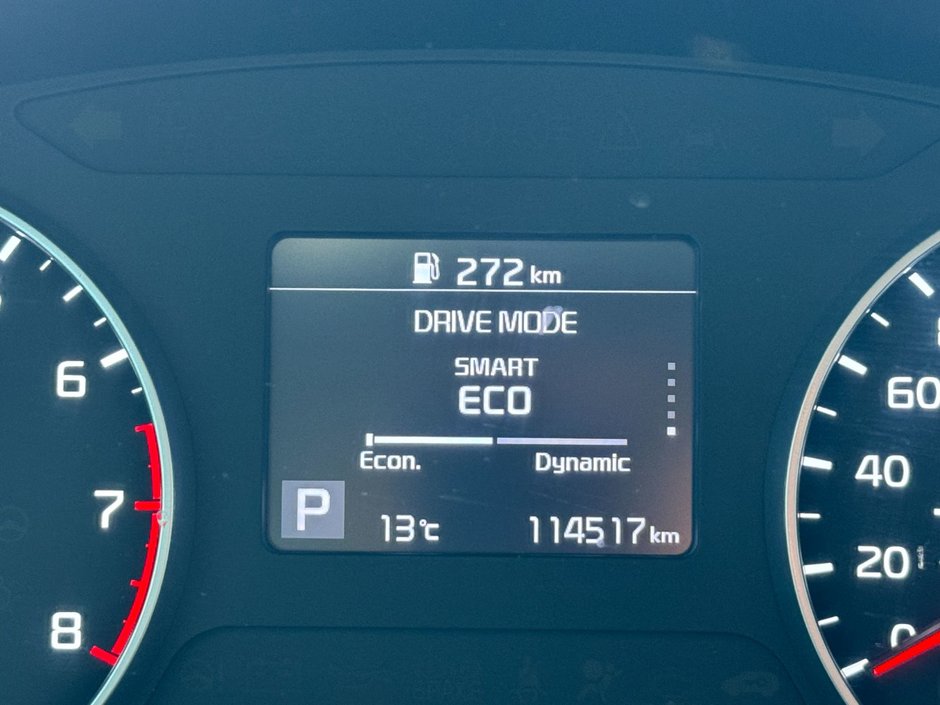 272 km
DRIVE MODE
SMART
ECO
Econ. Dynamic
P 13°C 114517 km
6
7
8
60
40
20
0